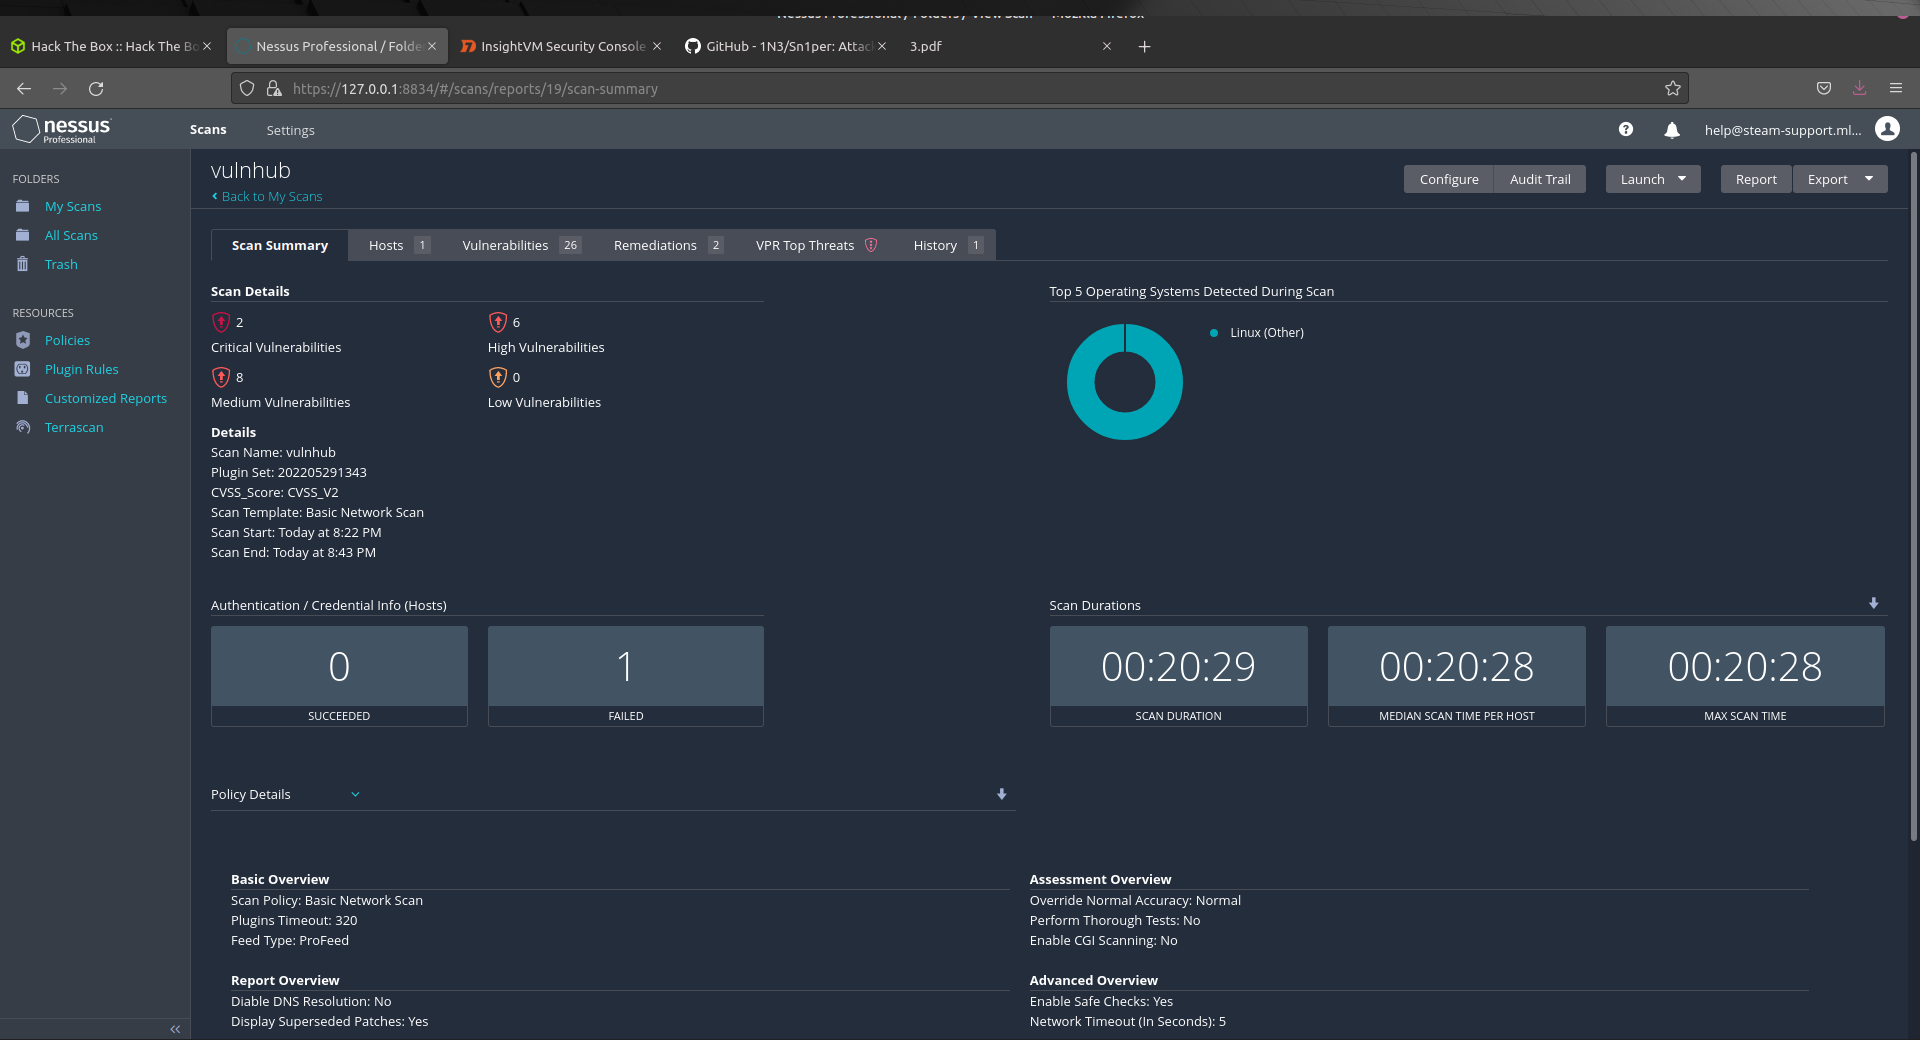 Nessus Professional / Folders / View Scan — Mozilla Firefox
Hack The Box :: Hack The Bo
Nessus Professional / Folde
InsightVM Security Console
GitHub - 1N3/Sn1per: Attac
3.pdf
https://127.0.0.1:8834/#/scans/reports/19/scan-summary
nessus
Professional
Scans
Settings
help@steam-support.ml...
FOLDERS
My Scans
All Scans
Trash
RESOURCES
Policies
Plugin Rules
Customized Reports
Terrascan
vulnhub
Back to My Scans
Configure
Audit Trail
Launch
Report
Export
Scan Summary
Hosts 1
Vulnerabilities 26
Remediations 2
VPR Top Threats
History 1
Scan Details
2
Critical Vulnerabilities
6
High Vulnerabilities
8
Medium Vulnerabilities
0
Low Vulnerabilities
Details
Scan Name: vulnhub
Plugin Set: 202205291343
CVSS_Score: CVSS_V2
Scan Template: Basic Network Scan
Scan Start: Today at 8:22 PM
Scan End: Today at 8:43 PM
Top 5 Operating Systems Detected During Scan
Linux (Other)
Authentication / Credential Info (Hosts)
0
SUCCEEDED
1
FAILED
Scan Durations
00:20:29
SCAN DURATION
00:20:28
MEDIAN SCAN TIME PER HOST
00:20:28
MAX SCAN TIME
Policy Details
Basic Overview
Scan Policy: Basic Network Scan
Plugins Timeout: 320
Feed Type: ProFeed
Assessment Overview
Override Normal Accuracy: Normal
Perform Thorough Tests: No
Enable CGI Scanning: No
Report Overview
Diable DNS Resolution: No
Display Superseded Patches: Yes
Advanced Overview
Enable Safe Checks: Yes
Network Timeout (In Seconds): 5